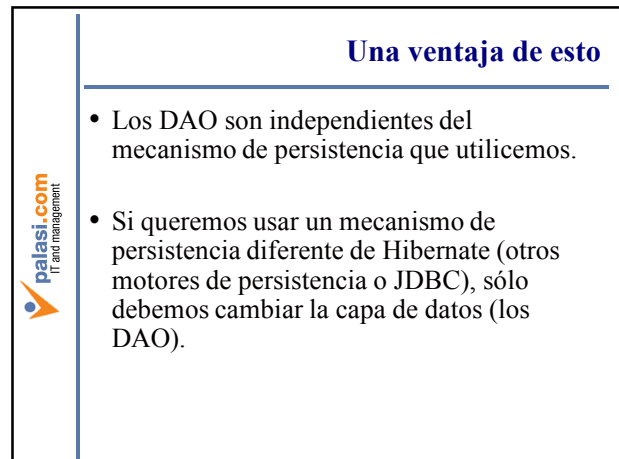 Una ventaja de esto
• Los DAO son independientes del
mecanismo de persistencia que utilicemos.
• Si queremos usar un mecanismo de
persistencia diferente de Hibernate (otros
motores de persistencia o JDBC), sólo
debemos cambiar la capa de datos (los
DAO).
palasi.com
IT and management